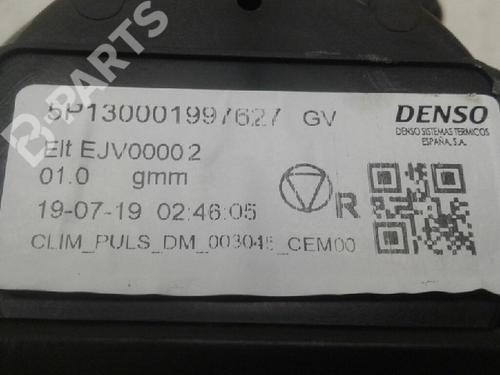 B-PARTS
5P130001997627 GV
DENSO
DENSO SISTEMAS TERMICOS
ESPAÑA, S.A.
Elt EJV00002
01.0 gmm
R
19-07-19 02:46:05
CLIM_PULS_DM_003045_CEM00